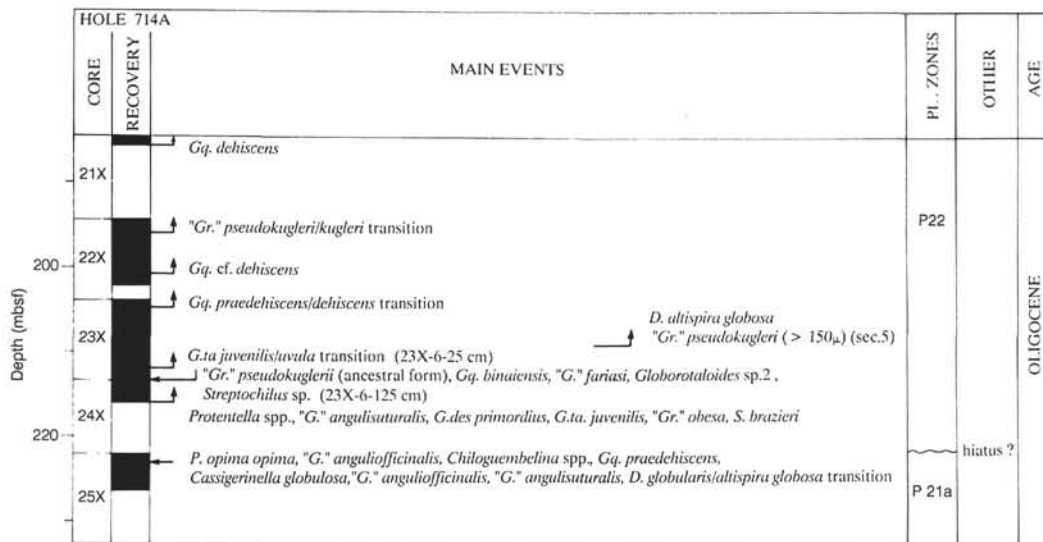 HOLE 714A
CORE
RECOVERY
MAIN EVENTS
PL. ZONES
OTHER
AGE
Gq. dehiscens
21X
"Gr." pseudokugleri/kugleri transition
P22
22X
200
Gq. cf. dehiscens
Gq. praedehiscens/dehiscens transition
Depth (mbsf)
OLIGOCENE
23X
D. altispira globosa
"Gr." pseudokugleri ( > 150µ) (sec.5)
G.ta juvenilis/uvula transition (23X-6-25 cm)
"Gr." pseudokuglerii (ancestral form), Gq. binaiensis, "G." fariasi, Globorotaloides sp.2 ,
Streptochilus sp. (23X-6-125 cm)
24X
Protentella spp., "G." angulisuturalis, G.des primordius, G.ta. juvenilis, "Gr." obesa, S. brazieri
220
hiatus ?
P. opima opima, "G." anguliofficinalis, Chiloguembelina spp., Gq. praedehiscens,
Cassigerinella globulosa,"G." anguliofficinalis, "G." angulisuturalis, D. globularis/altispira globosa transition
25X
P 21a